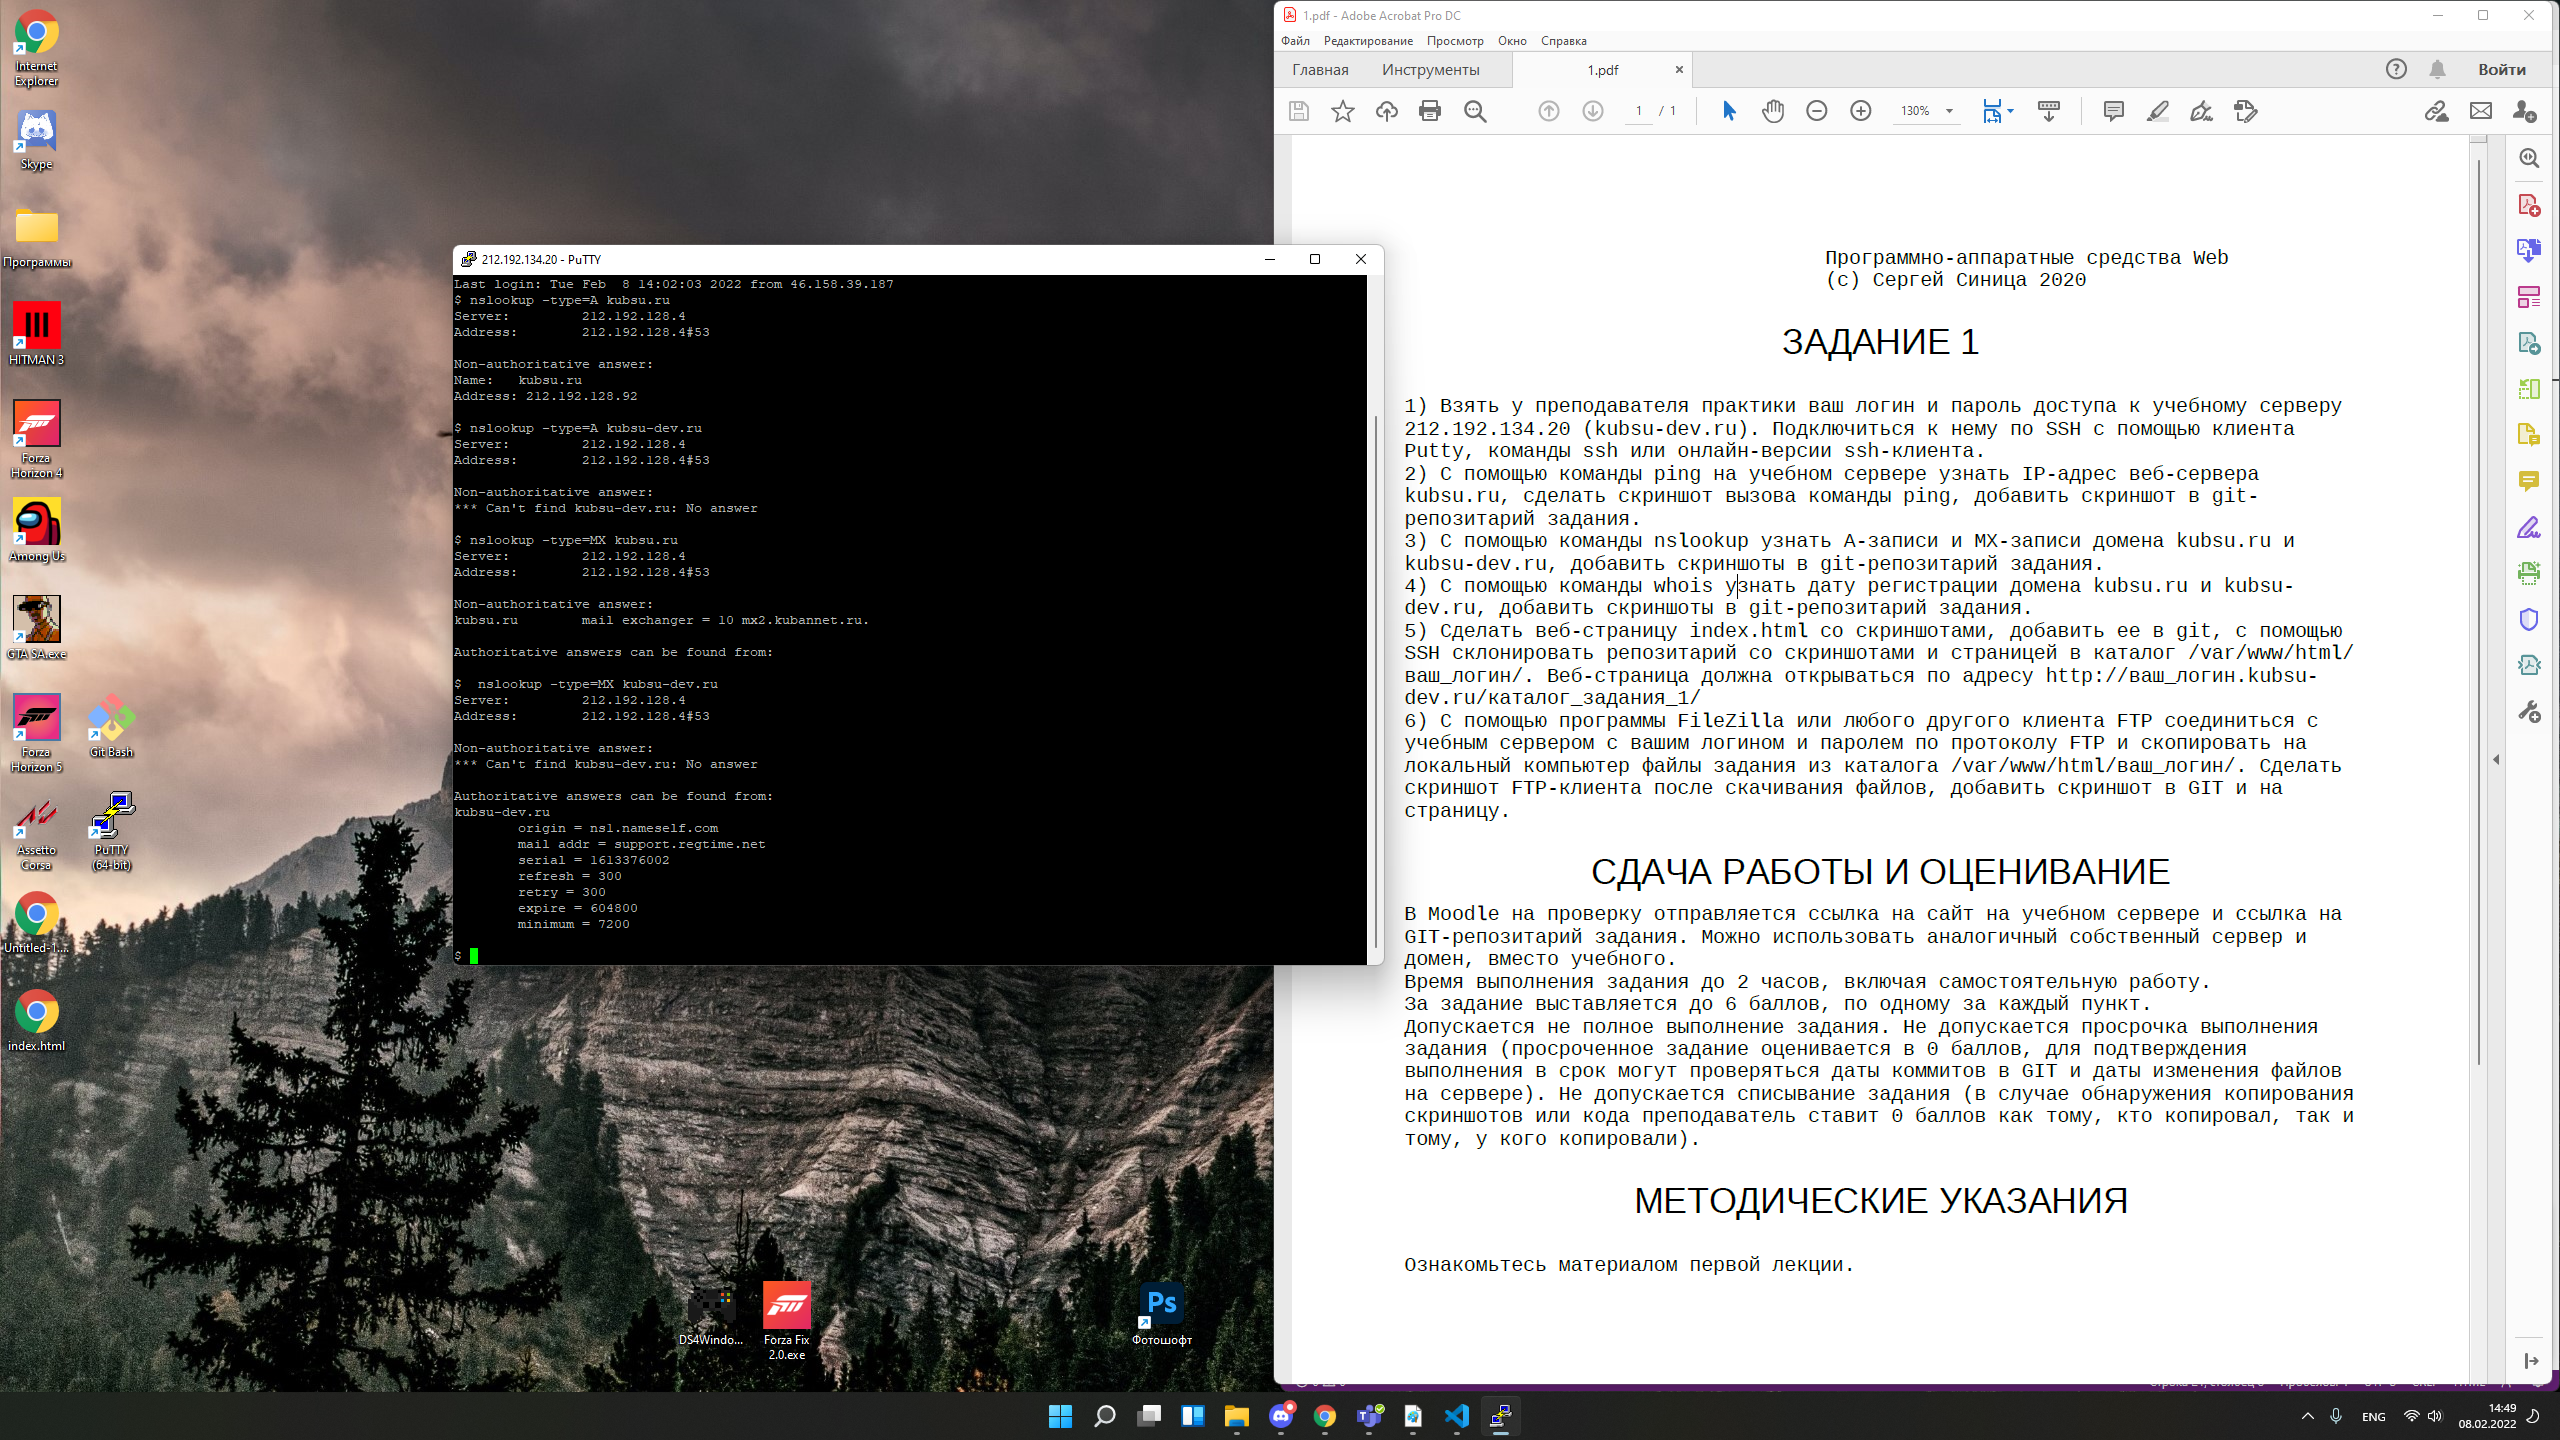 Internet
Explorer
Skype
Программы
HITMAN 3
Forza
Horizon 4
Among Us
GTA SA.exe
Forza
Horizon 5
Git Bash
Assetto
Corsa
PuTTY
(64-bit)
Untitled-1....
index.html
DS4Windo...
Forza Fix
2.0.exe
Ps
Фотошофт
212.192.134.20 - PuTTY
Last login: Tue Feb  8 14:02:03 2022 from 46.158.39.187
$ nslookup -type=A kubsu.ru
Server:         212.192.128.4
Address:        212.192.128.4#53
Non-authoritative answer:
Name:   kubsu.ru
Address: 212.192.128.92
$ nslookup -type=A kubsu-dev.ru
Server:         212.192.128.4
Address:        212.192.128.4#53
Non-authoritative answer:
*** Can't find kubsu-dev.ru: No answer
$ nslookup -type=MX kubsu.ru
Server:         212.192.128.4
Address:        212.192.128.4#53
Non-authoritative answer:
kubsu.ru        mail exchanger = 10 mx2.kubannet.ru.
Authoritative answers can be found from:
$  nslookup -type=MX kubsu-dev.ru
Server:         212.192.128.4
Address:        212.192.128.4#53
Non-authoritative answer:
*** Can't find kubsu-dev.ru: No answer
Authoritative answers can be found from:
kubsu-dev.ru
origin = ns1.nameself.com
mail addr = support.regtime.net
serial = 1613376002
refresh = 300
retry = 300
expire = 604800
minimum = 7200
$
1.pdf - Adobe Acrobat Pro DC
Файл Редактирование Просмотр Окно Справка
Главная Инструменты 1.pdf Войти
1 / 1 130%
Программно-аппаратные средства Web
(c) Сергей Синица 2020
ЗАДАНИЕ 1
1) Взять у преподавателя практики ваш логин и пароль доступа к учебному серверу
212.192.134.20 (kubsu-dev.ru). Подключиться к нему по SSH с помощью клиента
Putty, команды ssh или онлайн-версии ssh-клиента.
2) С помощью команды ping на учебном сервере узнать IP-адрес веб-сервера
kubsu.ru, сделать скриншот вызова команды ping, добавить скриншот в git-
репозитарий задания.
3) С помощью команды nslookup узнать A-записи и MX-записи домена kubsu.ru и
kubsu-dev.ru, добавить скриншоты в git-репозитарий задания.
4) С помощью команды whois узнать дату регистрации домена kubsu.ru и kubsu-
dev.ru, добавить скриншоты в git-репозитарий задания.
5) Сделать веб-страницу index.html со скриншотами, добавить ее в git, с помощью
SSH склонировать репозитарий со скриншотами и страницей в каталог /var/www/html/
ваш_логин/. Веб-страница должна открываться по адресу http://ваш_логин.kubsu-
dev.ru/каталог_задания_1/
6) С помощью программы FileZilla или любого другого клиента FTP соединиться с
учебным сервером с вашим логином и паролем по протоколу FTP и скопировать на
локальный компьютер файлы задания из каталога /var/www/html/ваш_логин/. Сделать
скриншот FTP-клиента после скачивания файлов, добавить скриншот в GIT и на
страницу.
СДАЧА РАБОТЫ И ОЦЕНИВАНИЕ
В Moodle на проверку отправляется ссылка на сайт на учебном сервере и ссылка на
GIT-репозитарий задания. Можно использовать аналогичный собственный сервер и
домен, вместо учебного.
Время выполнения задания до 2 часов, включая самостоятельную работу.
За задание выставляется до 6 баллов, по одному за каждый пункт.
Допускается не полное выполнение задания. Не допускается просрочка выполнения
задания (просроченное задание оценивается в 0 баллов, для подтверждения
выполнения в срок могут проверяться даты коммитов в GIT и даты изменения файлов
на сервере). Не допускается списывание задания (в случае обнаружения копирования
скриншотов или кода преподаватель ставит 0 баллов как тому, кто копировал, так и
тому, у кого копировали).
МЕТОДИЧЕСКИЕ УКАЗАНИЯ
Ознакомьтесь материалом первой лекции.
ENG
14:49
08.02.2022